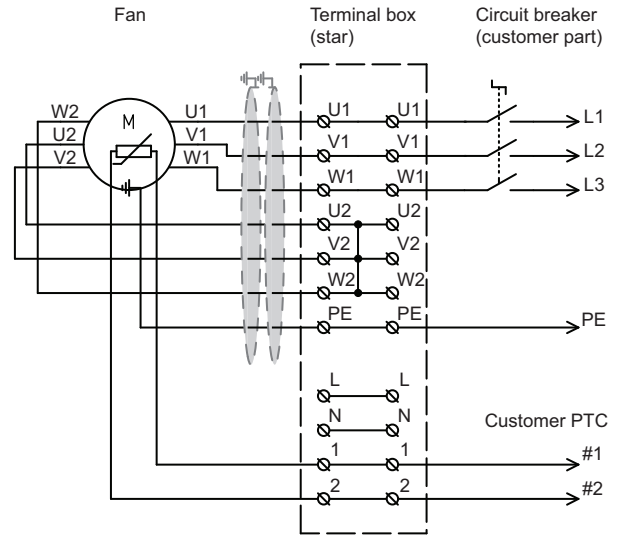 Fan
Terminal box
(star)
Circuit breaker
(customer part)
W2 U1 U1 U1 L1
M
U2 V1 V1 V1 L2
V2 W1 W1 W1 L3
U2 U2
V2 V2
W2 W2
PE PE PE
L L
N N
Customer PTC
1 1 #1
2 2 #2